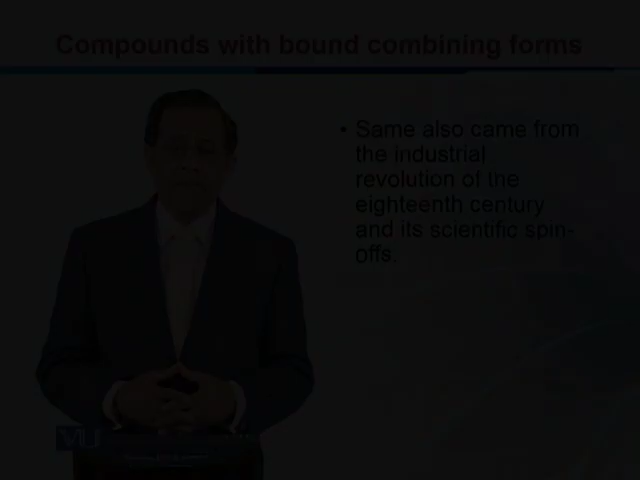 Compounds with bound combining forms
• Same also came from
the industrial
revolution of the
eighteenth century
and its scientific spin-
offs.
VU